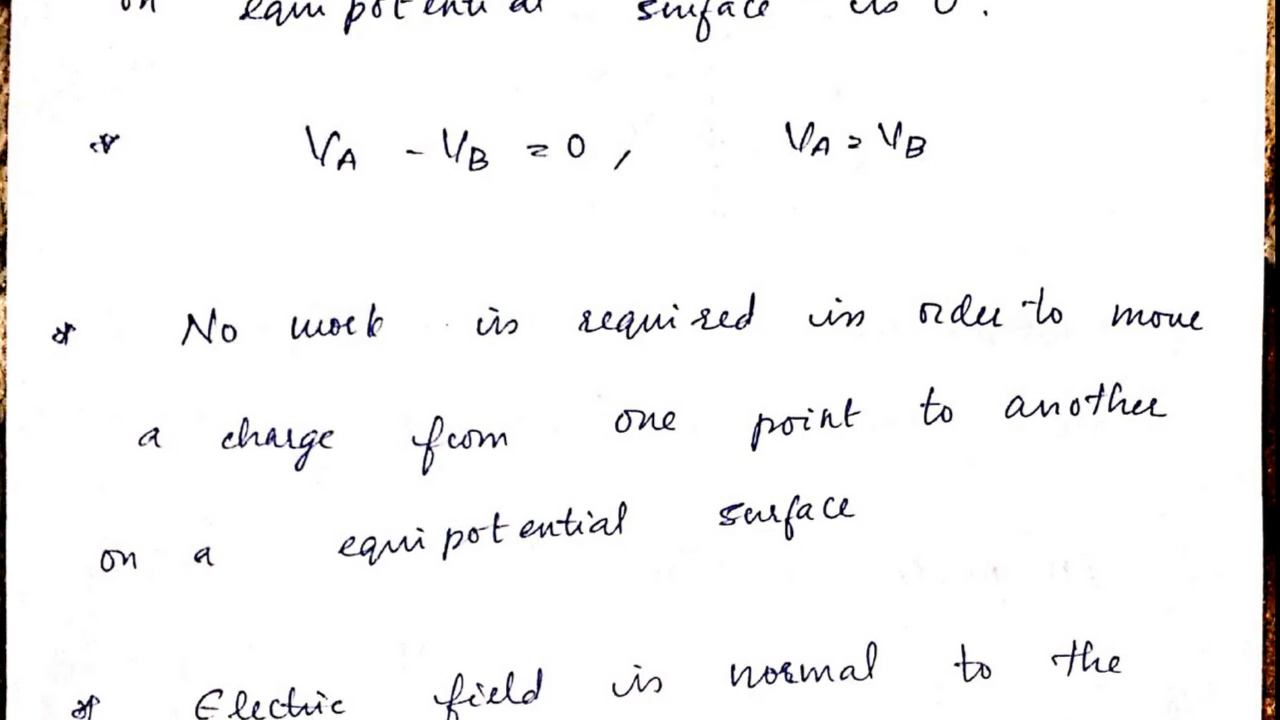 on equipotential surface is 0.
* VA - VB = 0, VA = VB
* No work is required in order to move
a charge from one point to another
on a equipotential surface
* Electric field is normal to the